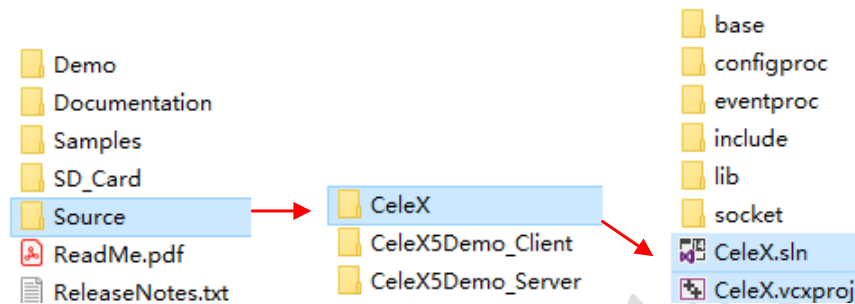 Demo
Documentation
Samples
SD_Card
Source
ReadMe.pdf
ReleaseNotes.txt
CeleX
CeleX5Demo_Client
CeleX5Demo_Server
base
configproc
eventproc
include
lib
socket
CeleX.sln
CeleX.vcxproj